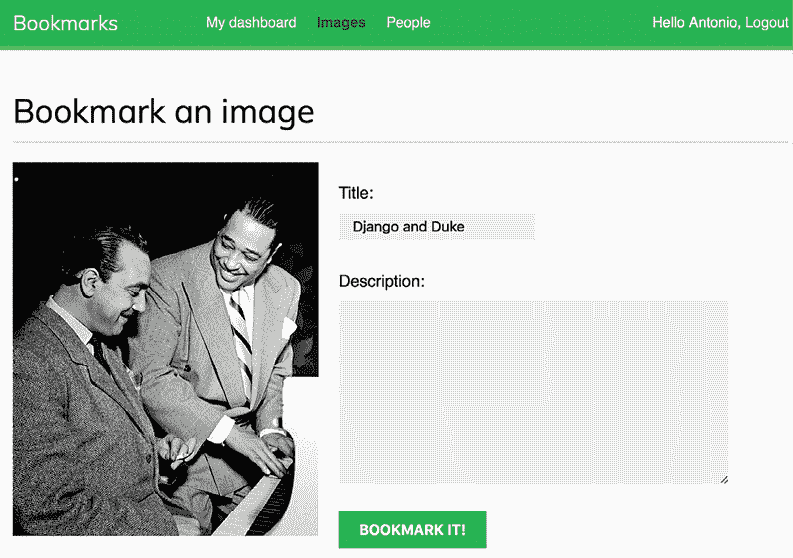 Bookmarks My dashboard Images People Hello Antonio, Logout
Bookmark an image
Title:
Django and Duke
Description:
BOOKMARK IT!